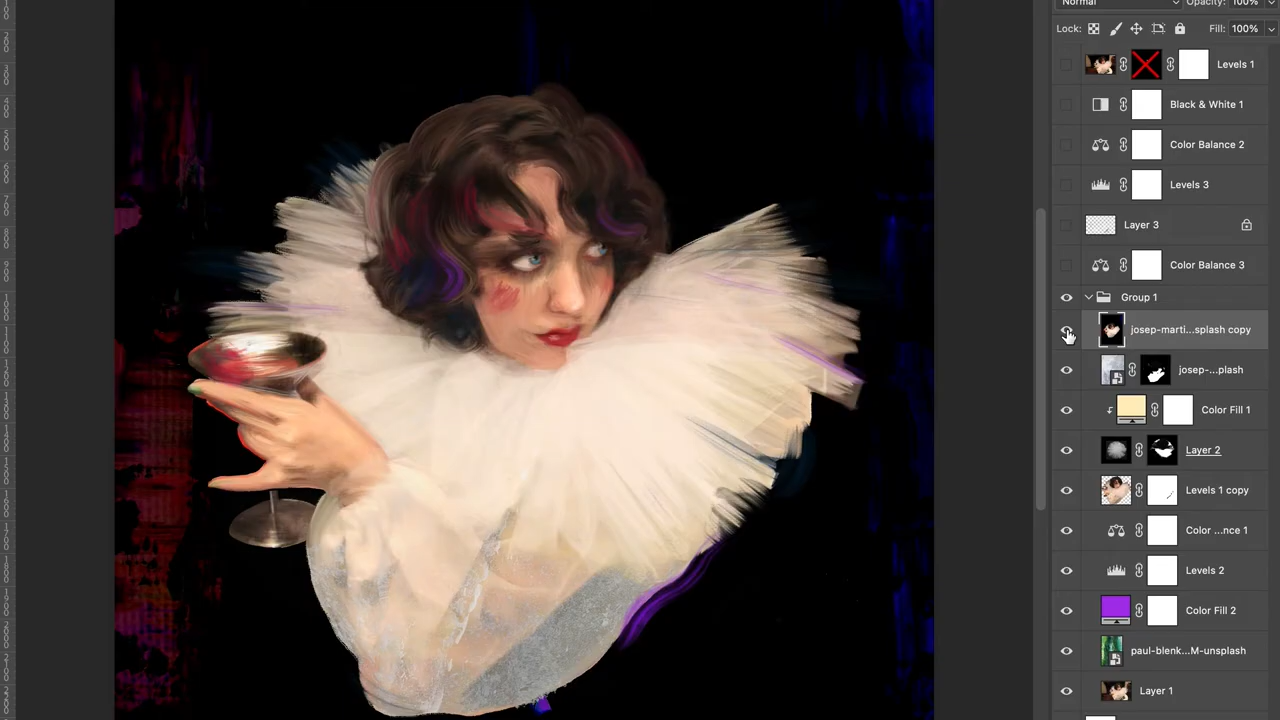 Normal Opacity: 100%
Lock: Fill: 100%
Levels 1
Black & White 1
Color Balance 2
Levels 3
Layer 3
Color Balance 3
Group 1
josep-marti...splash copy
josep-...plash
Color Fill 1
Layer 2
Levels 1 copy
Color ...nce 1
Levels 2
Color Fill 2
paul-blenk...M-unsplash
Layer 1